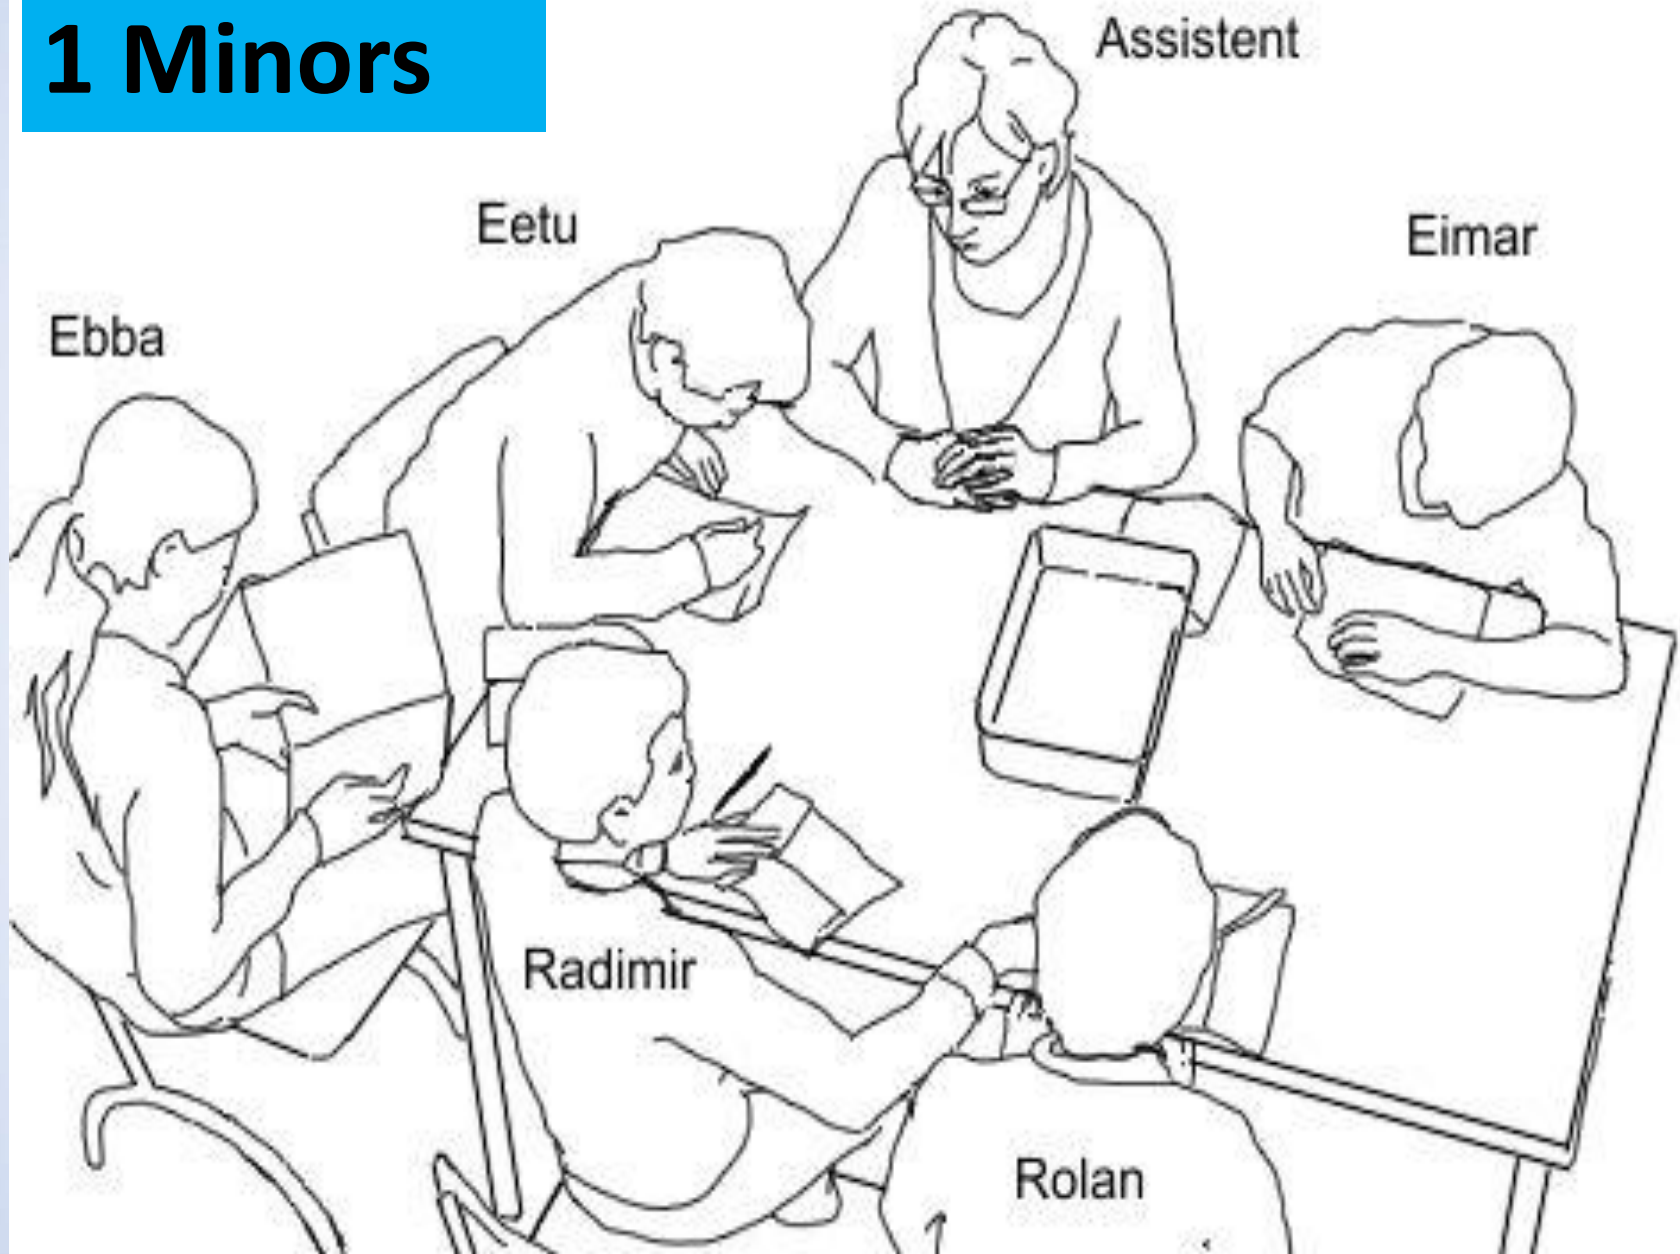 1 Minors
Assistent
Eetu
Eimar
Ebba
Radimir
Rolan